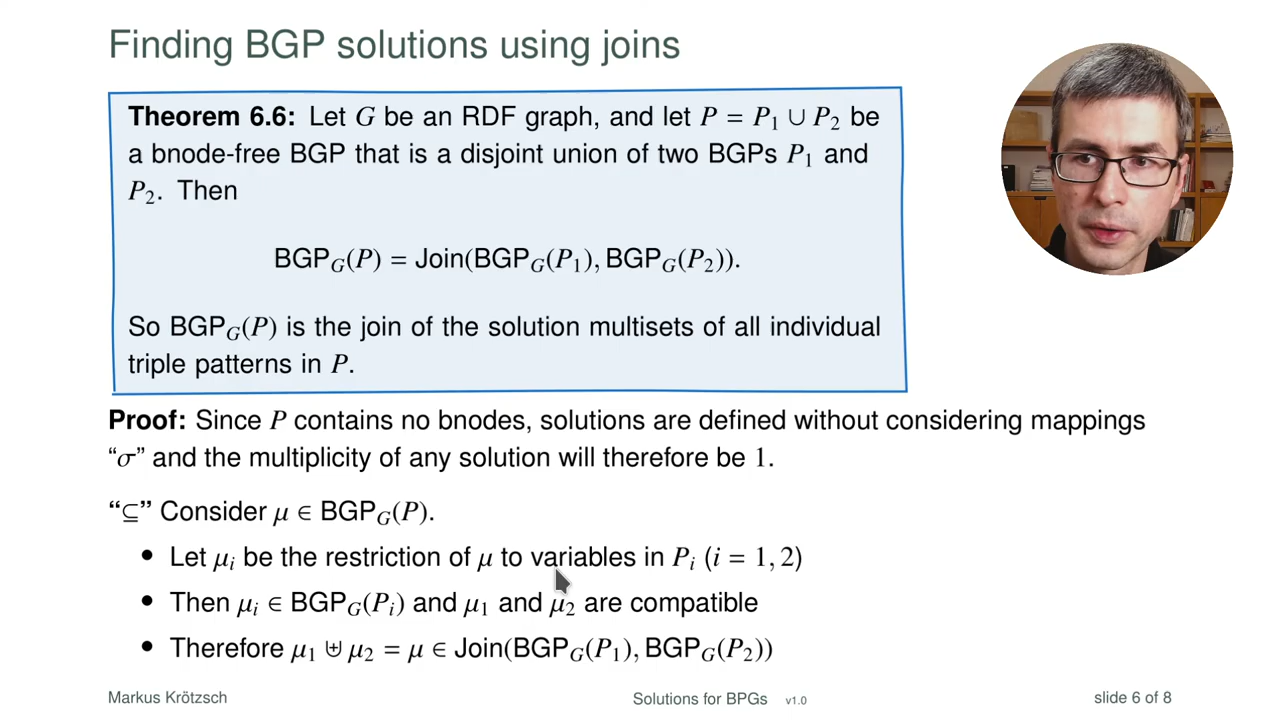 Finding BGP solutions using joins
Theorem 6.6: Let G be an RDF graph, and let P = P₁ ∪ P₂ be
a bnode-free BGP that is a disjoint union of two BGPs P₁ and
P₂. Then
BGP_G(P) = Join(BGP_G(P₁), BGP_G(P₂)).
So BGP_G(P) is the join of the solution multisets of all individual
triple patterns in P.
Proof: Since P contains no bnodes, solutions are defined without considering mappings
“σ” and the multiplicity of any solution will therefore be 1.
“⊆” Consider μ ∈ BGP_G(P).
• Let μᵢ be the restriction of μ to variables in Pᵢ (i = 1, 2)
• Then μᵢ ∈ BGP_G(Pᵢ) and μ₁ and μ₂ are compatible
• Therefore μ₁ ⊎ μ₂ = μ ∈ Join(BGP_G(P₁), BGP_G(P₂))
Markus Krötzsch Solutions for BPGs v1.0 slide 6 of 8